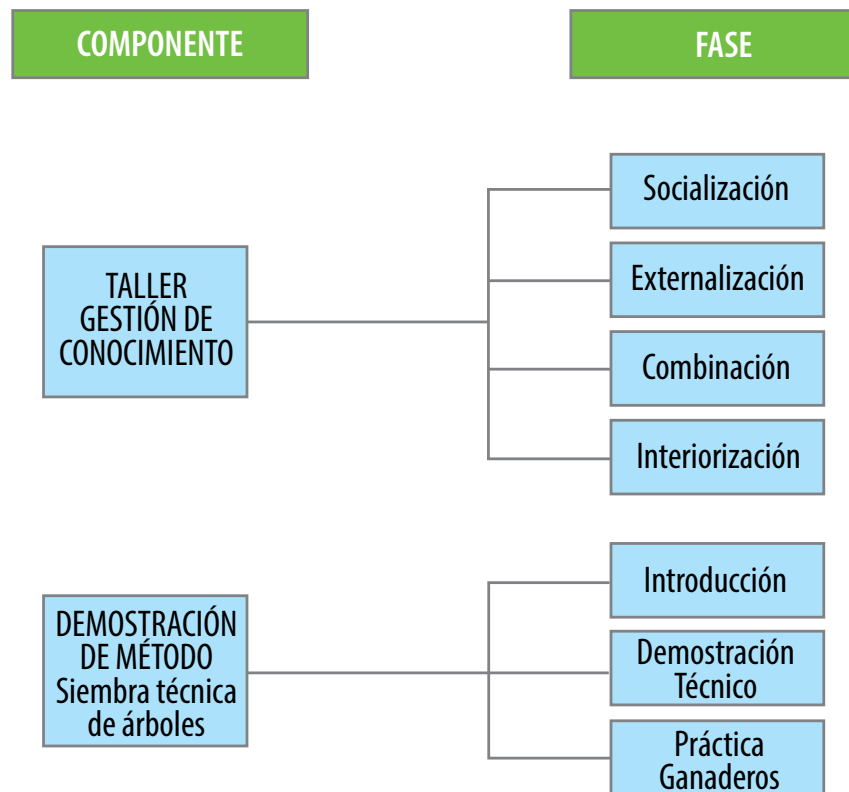 COMPONENTE
FASE
TALLER
GESTIÓN DE
CONOCIMIENTO
Socialización
Externalización
Combinación
Interiorización
DEMOSTRACIÓN
DE MÉTODO
Siembra técnica
de árboles
Introducción
Demostración
Técnico
Práctica
Ganaderos